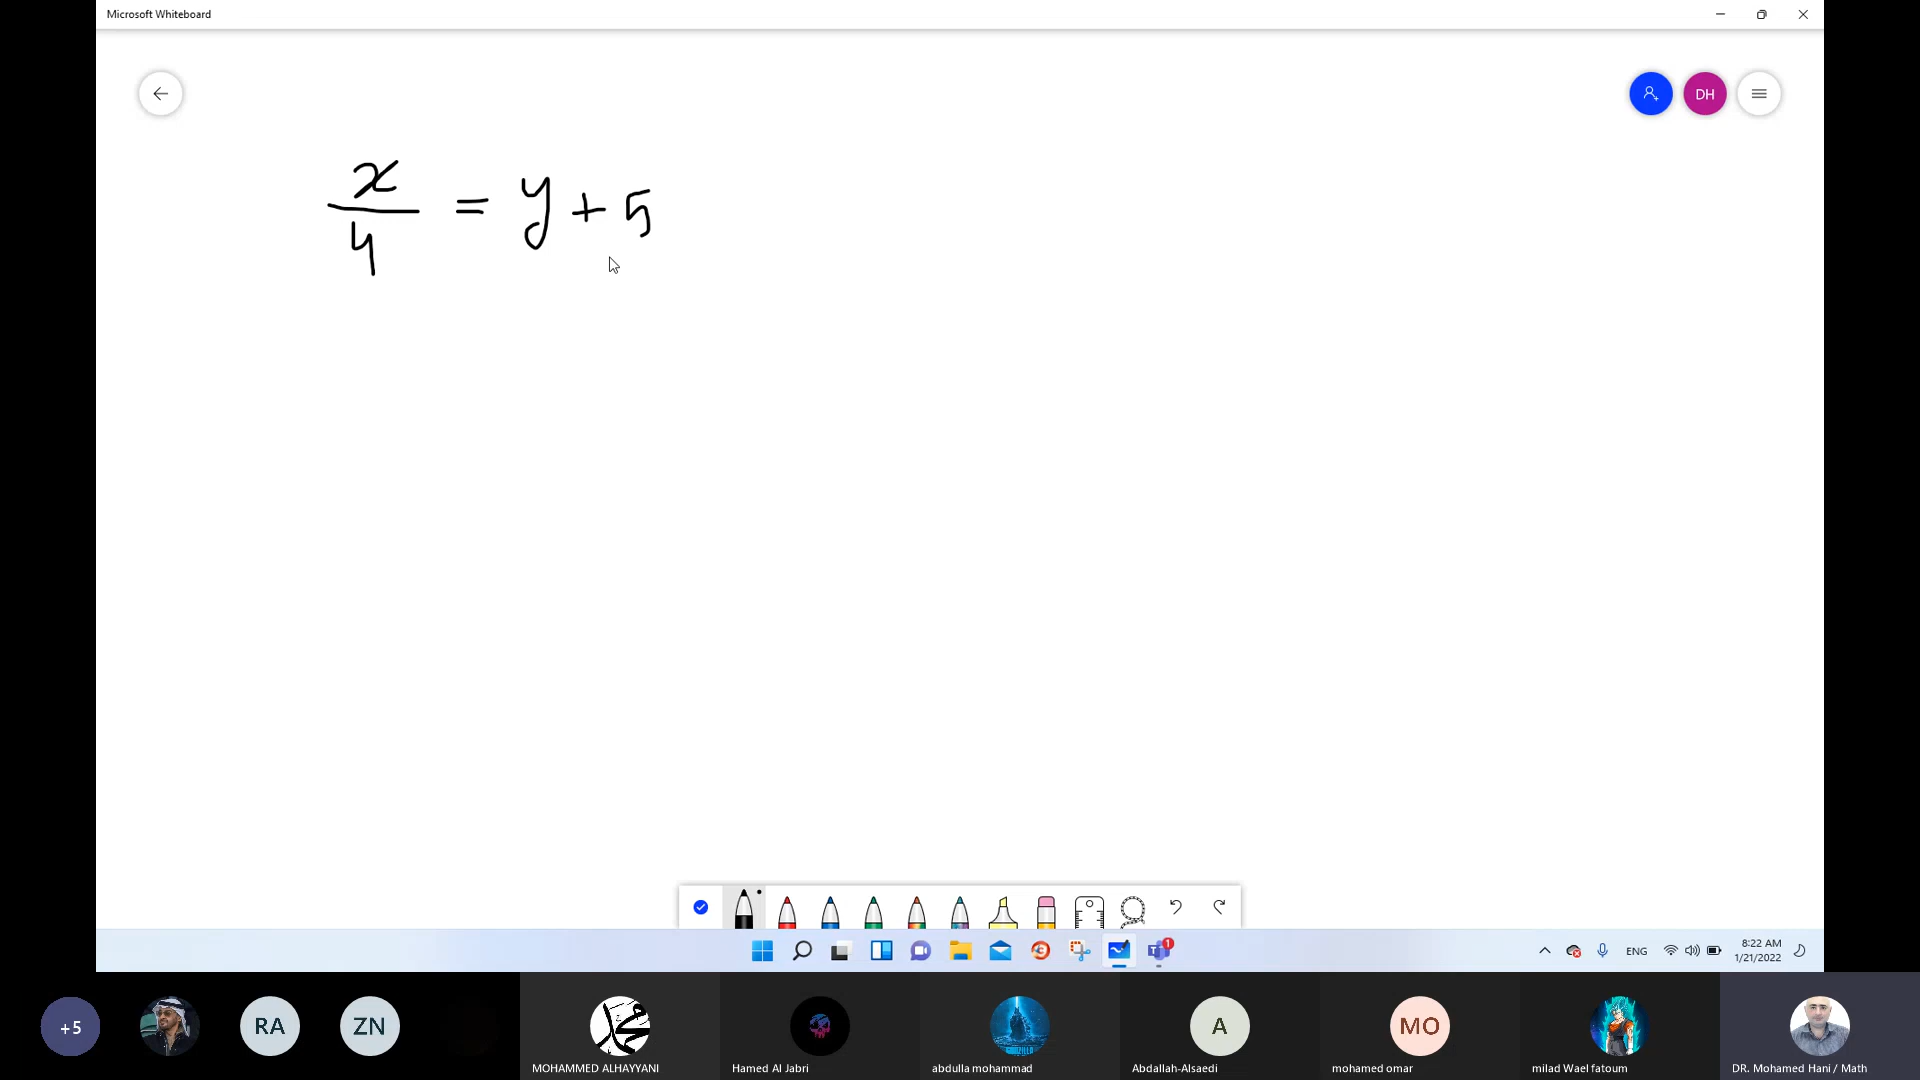 Microsoft Whiteboard
DH
x/4 = y + 5
1
ENG
8:22 AM
1/21/2022
+5
RA
ZN
A
MO
MOHAMMED ALHAYYANI
Hamed Al Jabri
abdulla mohammad
Abdallah-Alsaedi
mohamed omar
milad Wael fatoum
DR. Mohamed Hani / Math